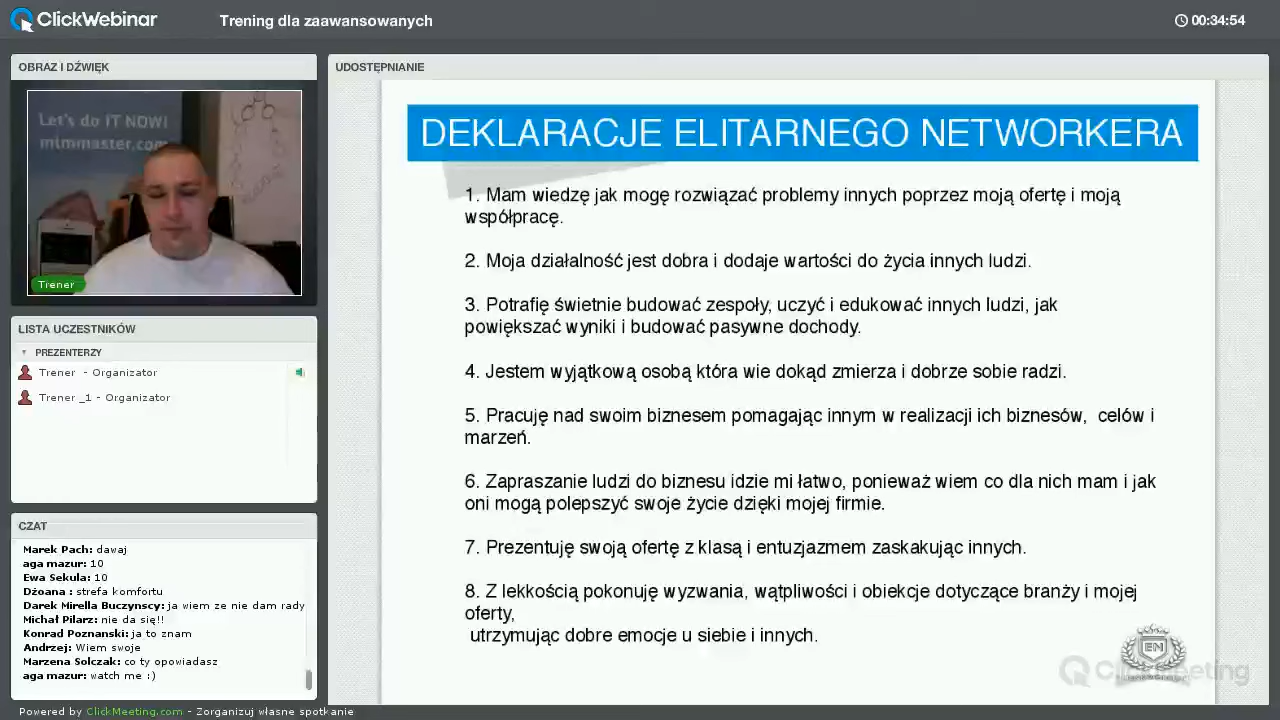 ClickWebinar
Trening dla zaawansowanych
00:34:54
OBRAZ I DŹWIĘK
Let's do IT NOW!
mlmmaster.com
Trener
LISTA UCZESTNIKÓW
PREZENTERZY
Trener - Organizator
Trener _1 - Organizator
CZAT
Marek Pach: dawaj
aga mazur: 10
Ewa Sekula: 10
Dżoana : strefa komfortu
Darek Mirella Buczynscy: ja wiem ze nie dam rady
Michał Pilarz: nie da się!!
Konrad Poznanski: ja to znam
Andrzej: Wiem swoje
Marzena Solczak: co ty opowiadasz
aga mazur: watch me :)
Powered by ClickMeeting.com - Zorganizuj własne spotkanie
UDOSTĘPNIANIE
DEKLARACJE ELITARNEGO NETWORKERA
1. Mam wiedzę jak mogę rozwiązać problemy innych poprzez moją ofertę i moją
współpracę.
2. Moja działalność jest dobra i dodaje wartości do życia innych ludzi.
3. Potrafię świetnie budować zespoły, uczyć i edukować innych ludzi, jak
powiększać wyniki i budować pasywne dochody.
4. Jestem wyjątkową osobą która wie dokąd zmierza i dobrze sobie radzi.
5. Pracuję nad swoim biznesem pomagając innym w realizacji ich biznesów, celów i
marzeń.
6. Zapraszanie ludzi do biznesu idzie mi łatwo, ponieważ wiem co dla nich mam i jak
oni mogą polepszyć swoje życie dzięki mojej firmie.
7. Prezentuję swoją ofertę z klasą i entuzjazmem zaskakując innych.
8. Z lekkością pokonuję wyzwania, wątpliwości i obiekcje dotyczące branży i mojej
oferty,
utrzymując dobre emocje u siebie i innych.
EN
ClickMeeting